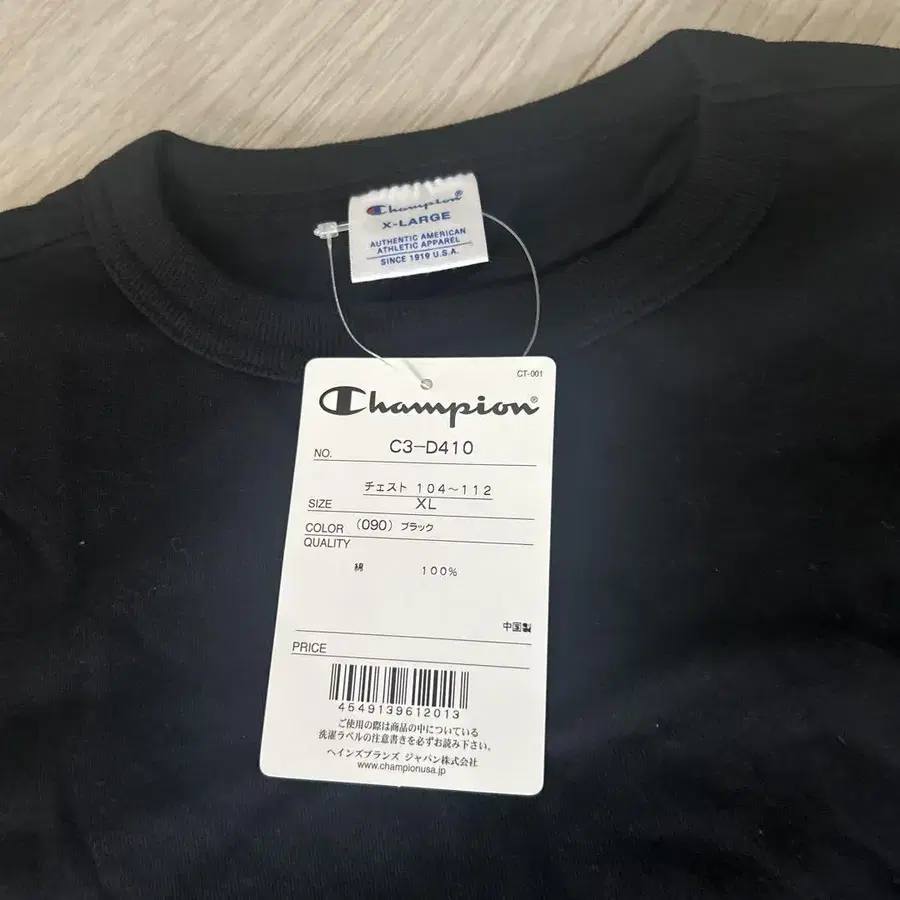 Champion®
X-LARGE
AUTHENTIC AMERICAN
ATHLETIC APPAREL
SINCE 1919 U.S.A.
CT-001
Champion®
NO. C3-D410
チェスト 104〜112
SIZE XL
COLOR (090) ブラック
QUALITY
綿 100%
中国製
PRICE
4549139612013
ご使用の際は商品の中についている
洗濯ラベルの注意書きを必ずお読み下さい。
ヘインズブランズ ジャパン株式会社
www.championusa.jp